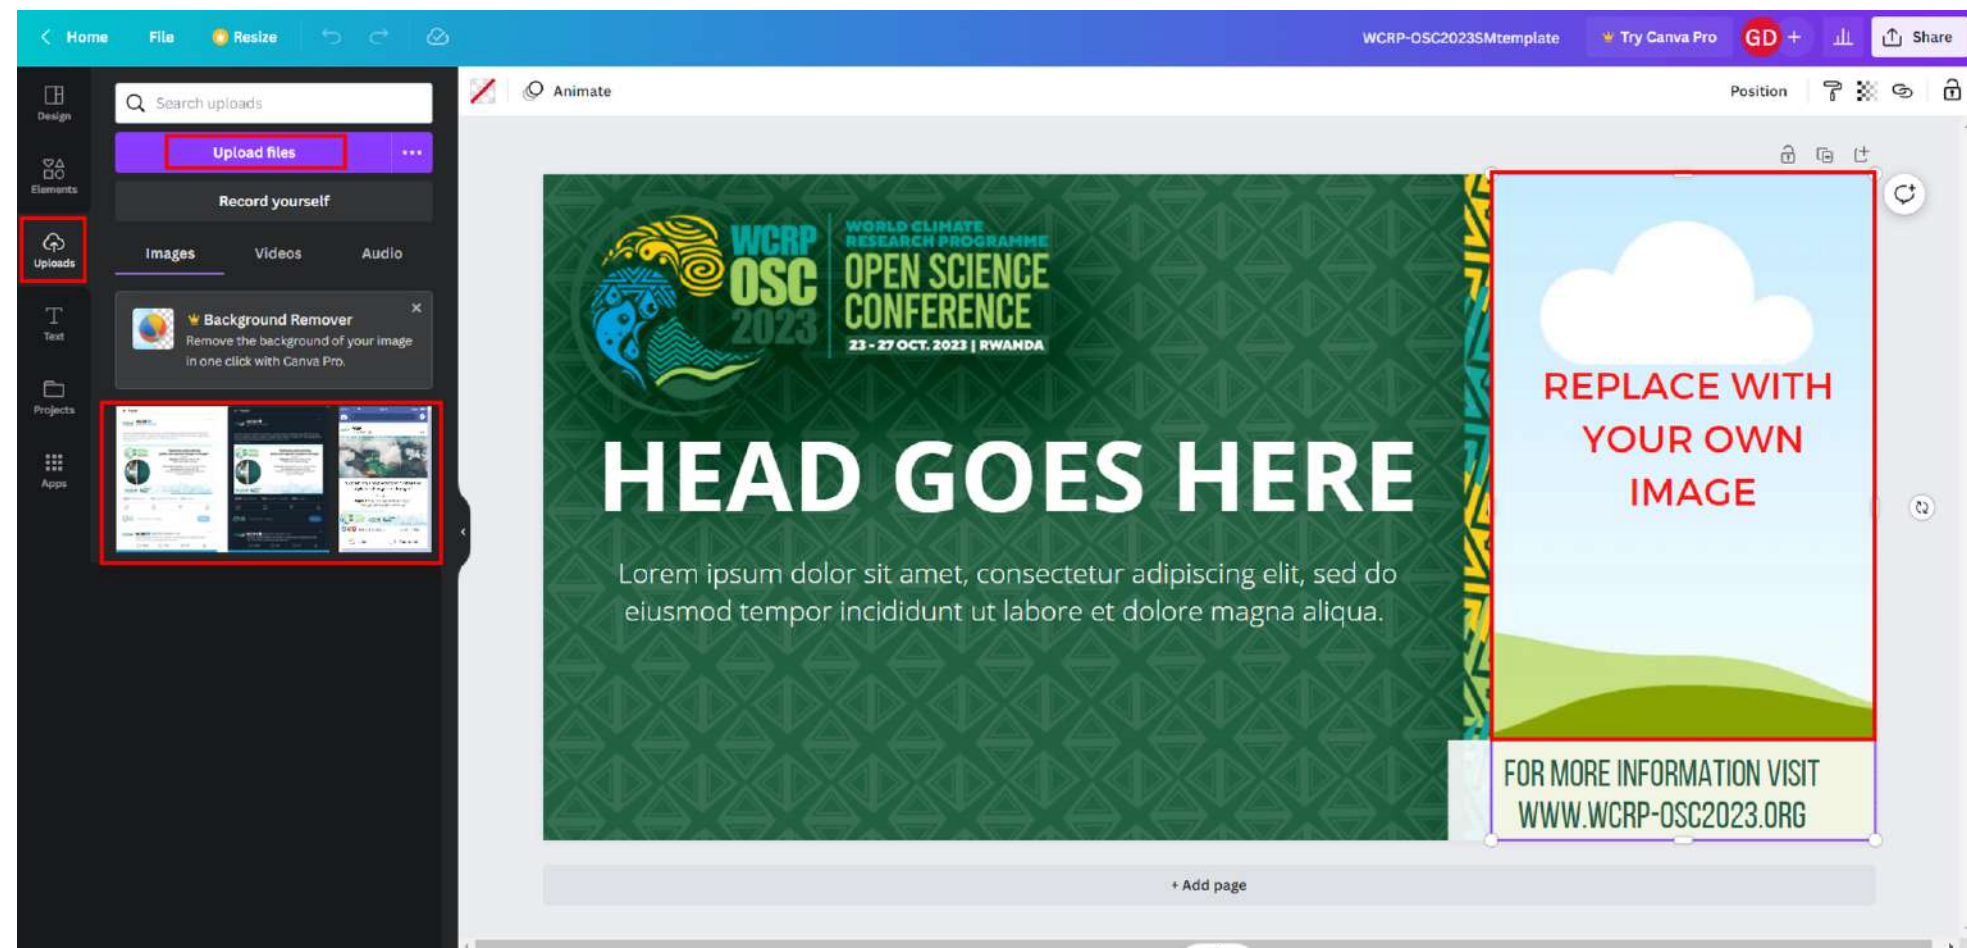 Home
File
Resize
WCRP-OSC2023SMtemplate
Try Canva Pro
GD
+
Share
Design
Elements
Uploads
Text
Projects
Apps
Search uploads
Upload files
Record yourself
Images
Videos
Audio
Background Remover
Remove the background of your image
in one click with Canva Pro.
Animate
Position
WCRP
OSC
2023
WORLD CLIMATE
RESEARCH PROGRAMME
OPEN SCIENCE
CONFERENCE
23 - 27 OCT. 2023 | RWANDA
HEAD GOES HERE
Lorem ipsum dolor sit amet, consectetur adipiscing elit, sed do
eiusmod tempor incididunt ut labore et dolore magna aliqua.
REPLACE WITH
YOUR OWN
IMAGE
FOR MORE INFORMATION VISIT
WWW.WCRP-OSC2023.ORG
+ Add page